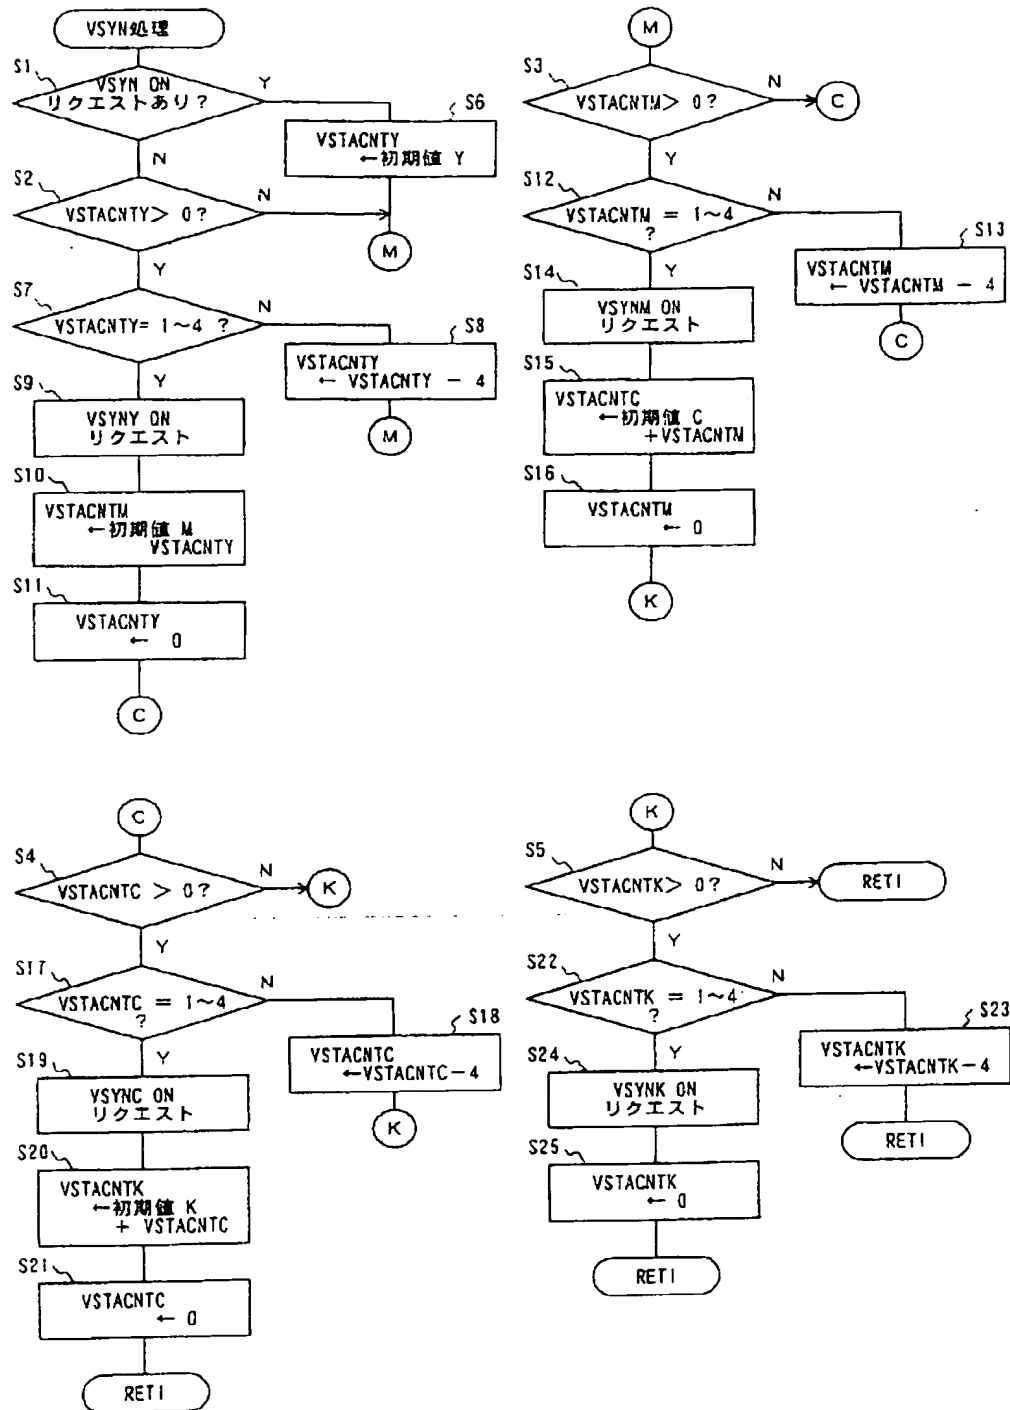 VSYN処理
S1
VSYN ON
リクエストあり?
Y
N
S6
VSTACNTY
←初期値 Y
S2
VSTACNTY> 0?
N
Y
M
S7
VSTACNTY= 1~4 ?
N
Y
S8
VSTACNTY
← VSTACNTY - 4
M
S9
VSYNY ON
リクエスト
S10
VSTACNTM
←初期値 M
VSTACNTY
S11
VSTACNTY
← 0
C
M
S3
VSTACNTM> 0?
N
C
Y
S12
VSTACNTM = 1~4
?
N
Y
S13
VSTACNTM
← VSTACNTM - 4
C
S14
VSYNM ON
リクエスト
S15
VSTACNTC
←初期値 C
+VSTACNTM
S16
VSTACNTM
← 0
K
C
S4
VSTACNTC > 0?
N
K
Y
S17
VSTACNTC = 1~4
?
N
Y
S18
VSTACNTC
←VSTACNTC-4
K
S19
VSYNC ON
リクエスト
S20
VSTACNTK
←初期値 K
+ VSTACNTC
S21
VSTACNTC
← 0
RETI
K
S5
VSTACNTK> 0?
N
RETI
Y
S22
VSTACNTK = 1~4
?
N
Y
S23
VSTACNTK
←VSTACNTK-4
RETI
S24
VSYNK ON
リクエスト
S25
VSTACNTK
← 0
RETI